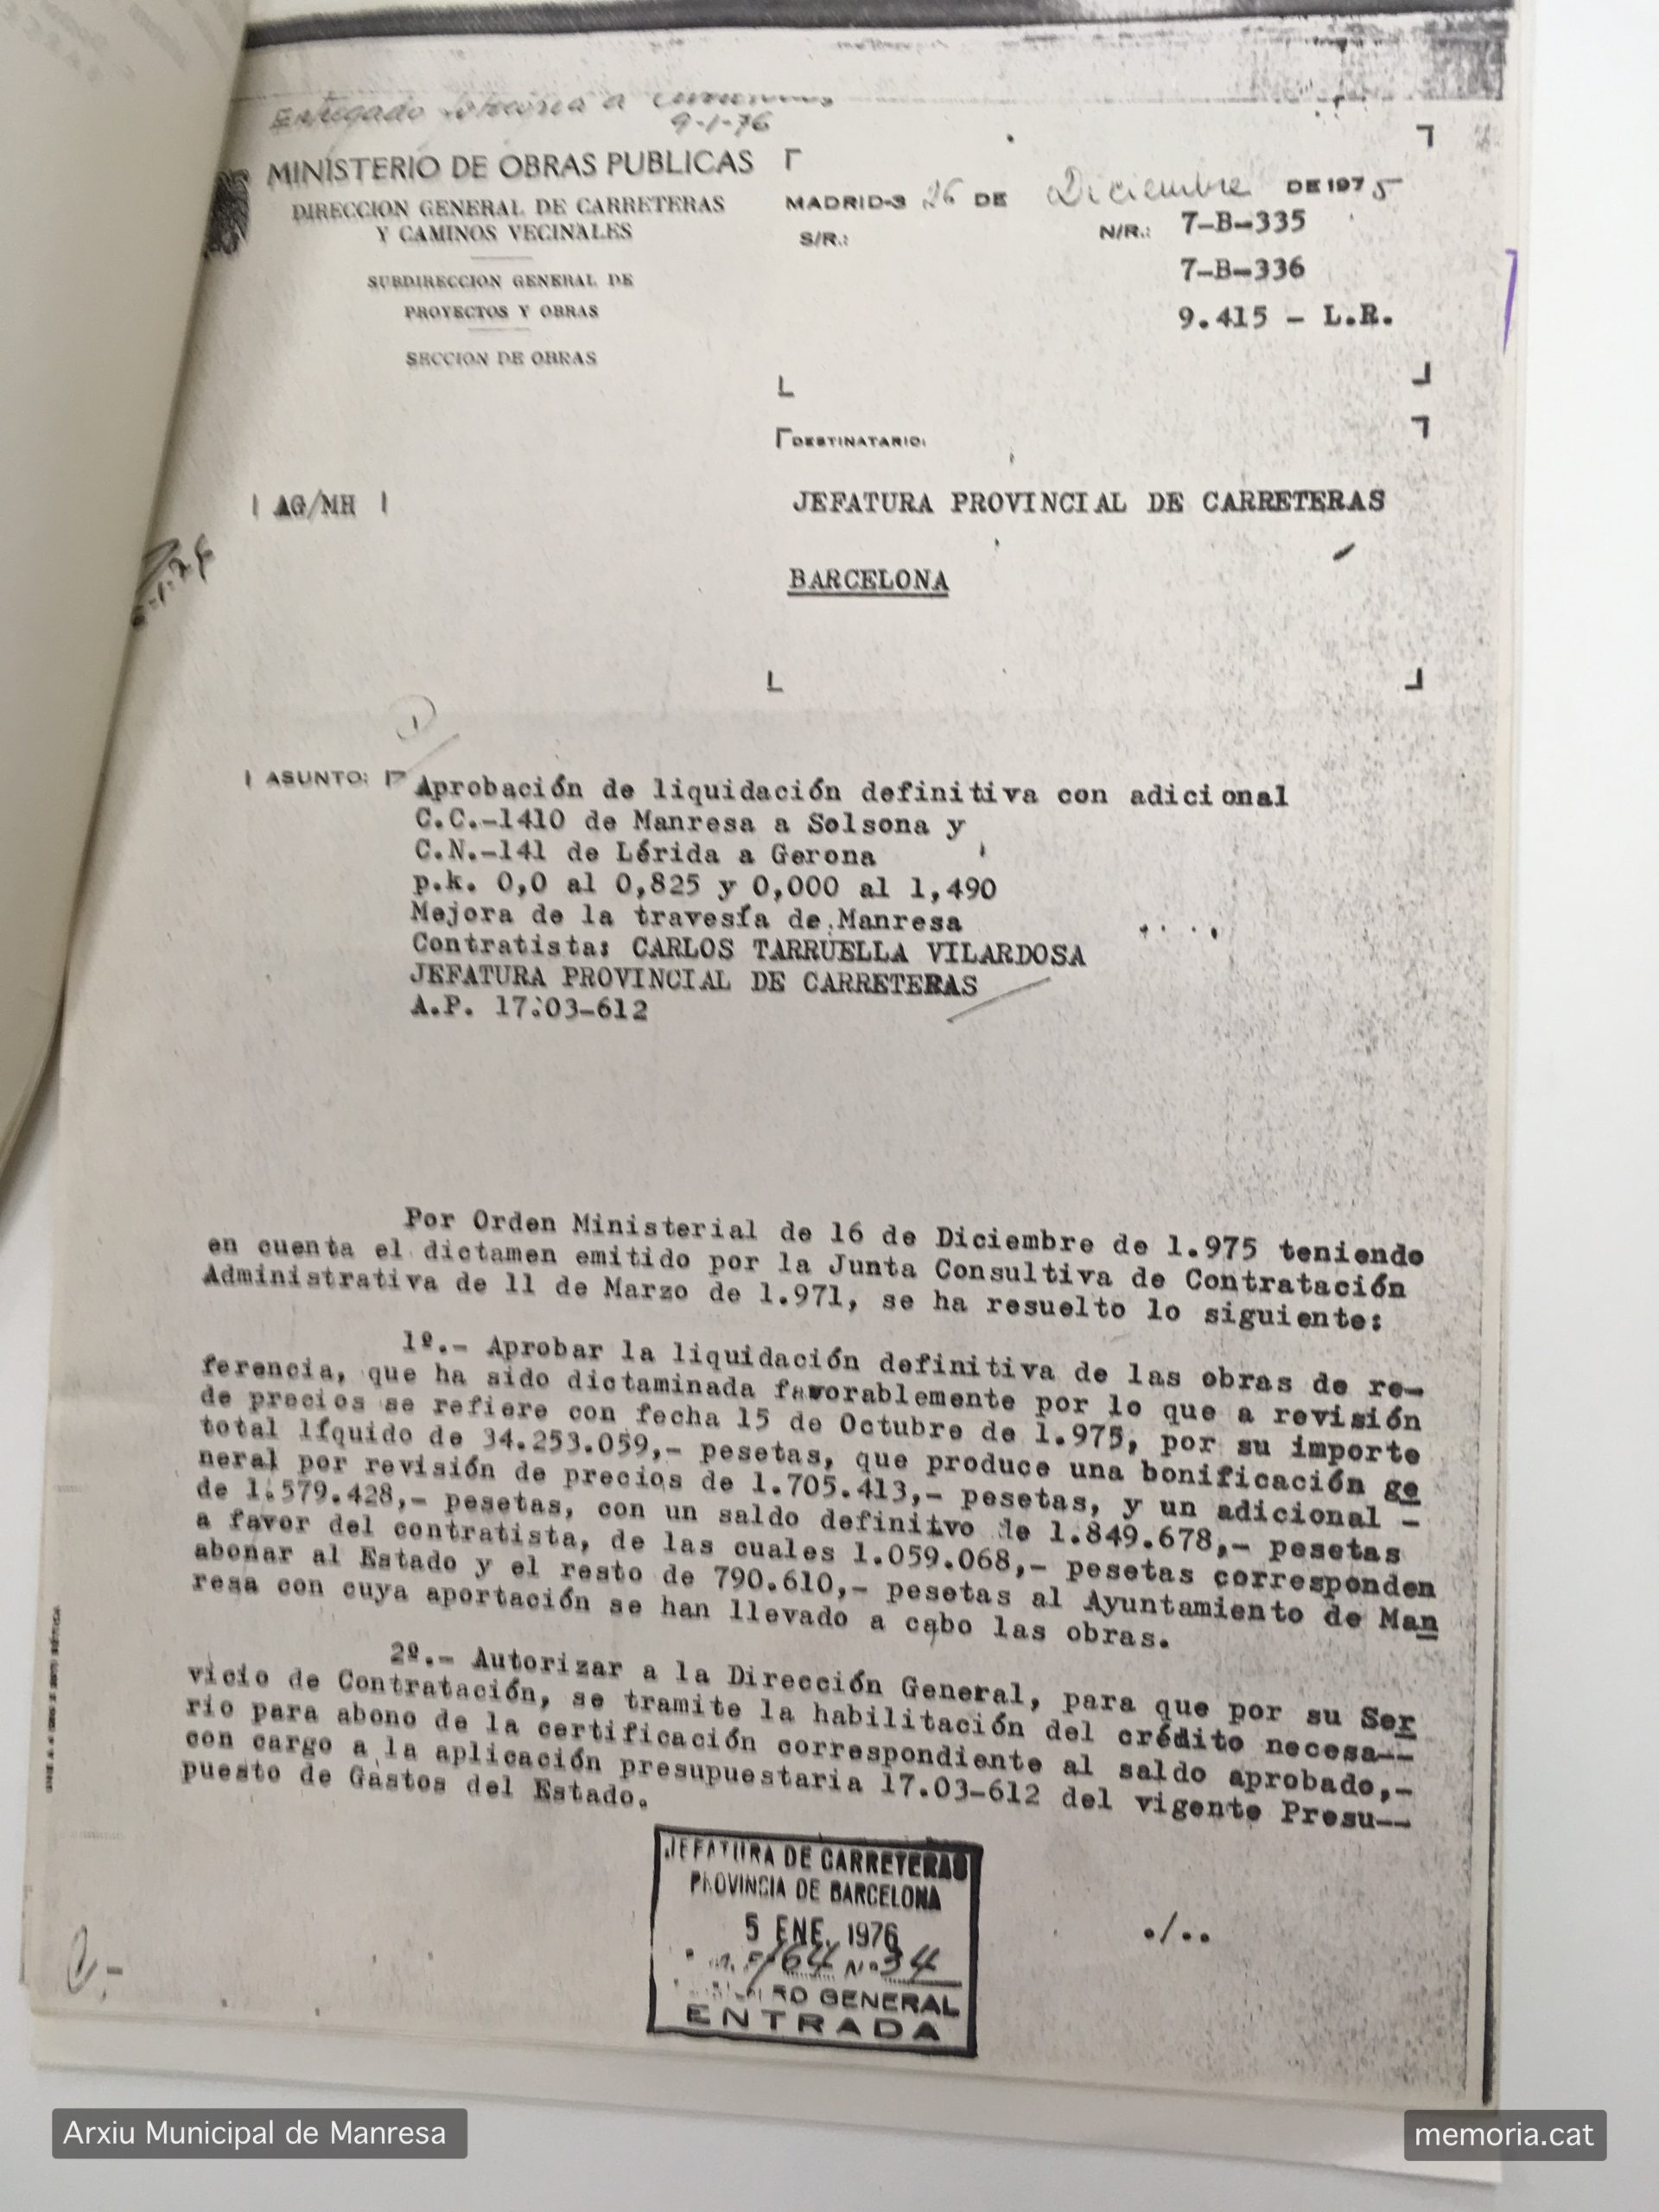 Entregado fotocopia a
9-1-76
MINISTERIO DE OBRAS PUBLICAS
DIRECCION GENERAL DE CARRETERAS
Y CAMINOS VECINALES
SUBDIRECCION GENERAL DE
PROYECTOS Y OBRAS
SECCION DE OBRAS
MADRID-3 26 DE Diciembre DE 1975
S/R.: N/R.: 7-B-335
7-B-336
9.415 - L.R.
DESTINATARIO:
AG/MH
JEFATURA PROVINCIAL DE CARRETERAS
BARCELONA
1
ASUNTO: Aprobación de liquidación definitiva con adicional
C.C.-1410 de Manresa a Solsona y
C.N.-141 de Lérida a Gerona
p.k. 0,0 al 0,825 y 0,000 al 1,490
Mejora de la travesía de Manresa
Contratista: CARLOS TARRUELLA VILARDOSA
JEFATURA PROVINCIAL DE CARRETERAS
A.P. 17.03-612
Por Orden Ministerial de 16 de Diciembre de 1.975 teniendo
en cuenta el dictamen emitido por la Junta Consultiva de Contratación
Administrativa de 11 de Marzo de 1.971, se ha resuelto lo siguiente:
1º.- Aprobar la liquidación definitiva de las obras de re-
ferencia, que ha sido dictaminada favorablemente por lo que a revisión
de precios se refiere con fecha 15 de Octubre de 1.975, por su importe
total líquido de 34.253.059,- pesetas, que produce una bonificación ge
neral por revisión de precios de 1.705.413,- pesetas, y un adicional -
de 1.579.428,- pesetas, con un saldo definitvo de 1.849.678,- pesetas
a favor del contratista, de las cuales 1.059.068,- pesetas corresponden
abonar al Estado y el resto de 790.610,- pesetas al Ayuntamiento de Man
resa con cuya aportación se han llevado a cabo las obras.
2º.- Autorizar a la Dirección General, para que por su Ser
vicio de Contratación, se tramite la habilitación del crédito necesa--
rio para abono de la certificación correspondiente al saldo aprobado,-
con cargo a la aplicación presupuestaria 17.03-612 del vigente Presu--
puesto de Gastos del Estado.
JEFATURA DE CARRETERAS
PROVINCIA DE BARCELONA
5 ENE. 1976
164 Nº 34
GENERAL
ENTRADA
./..
Arxiu Municipal de Manresa
memoria.cat